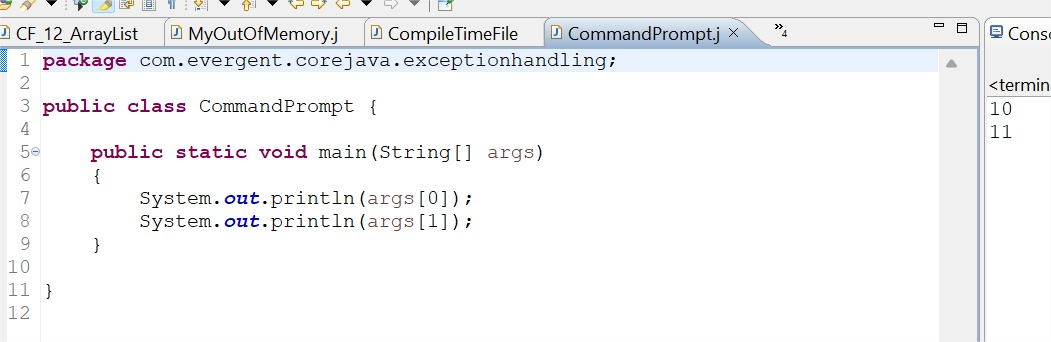 CF_12_ArrayList MyOutOfMemory.j CompileTimeFile CommandPrompt.j 4
1 package com.evergent.corejava.exceptionhandling;
2
3 public class CommandPrompt {
4
5 public static void main(String[] args)
6 {
7 System.out.println(args[0]);
8 System.out.println(args[1]);
9 }
10
11 }
12
Consc
<termin
10
11